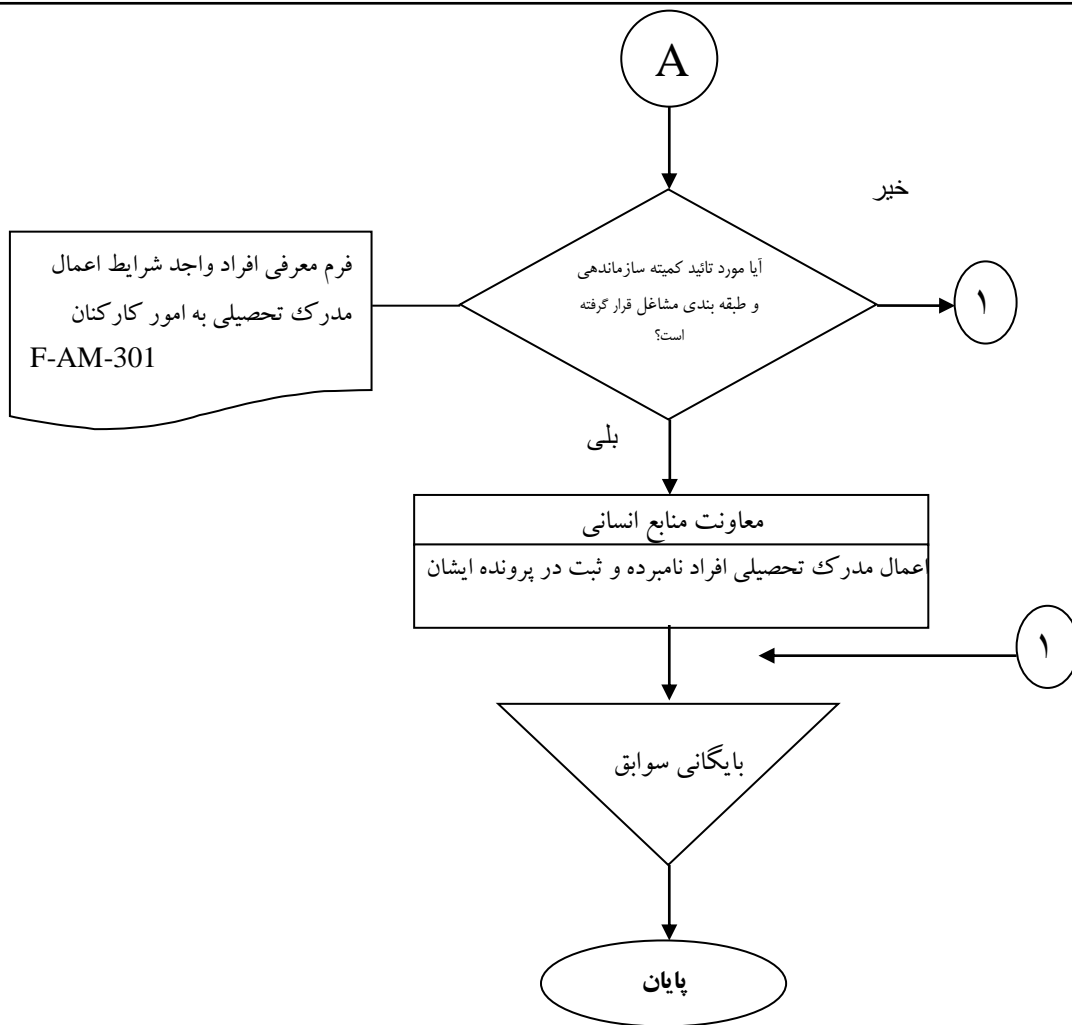 A
خیر
آیا مورد تائید کمیته سازماندهی
و طبقه بندی مشاغل قرار گرفته
است؟
۱
فرم معرفی افراد واجد شرایط اعمال
مدرک تحصیلی به امور کارکنان
F-AM-301
بلی
معاونت منابع انسانی
اعمال مدرک تحصیلی افراد نامبرده و ثبت در پرونده ایشان
۱
بایگانی سوابق
پایان